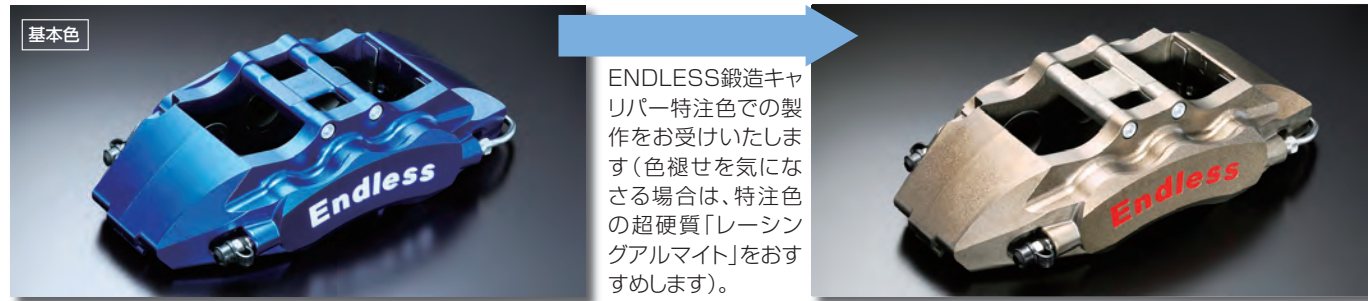 基本色
Endless
ENDLESS鍛造キャ
リパー特注色での製
作をお受けいたしま
す（色褪せを気にな
さる場合は、特注色
の超硬質「レーシン
グアルマイト」をおす
すめします）。
Endless